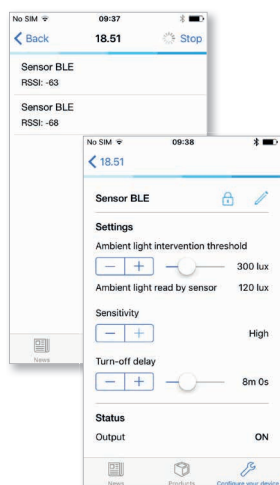 No SIM 09:37
Back 18.51 Stop
Sensor BLE
RSSI: -63
Sensor BLE
RSSI: -68
News
No SIM 09:38
18.51
Sensor BLE
Settings
Ambient light intervention threshold
− + 300 lux
Ambient light read by sensor 120 lux
Sensitivity
− + High
Turn-off delay
− + 8m 0s
Status
Output ON
News Products Configure your device